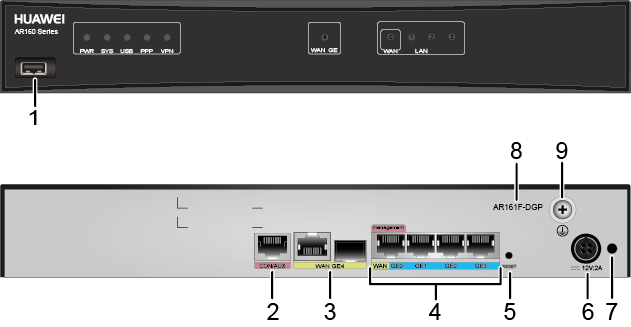 HUAWEI
AR160 Series
PWR SYS USB PPP VPN
4
WAN GE
0 1 2 3
WAN LAN
1
8 9
AR161F-DGP
Management
CON/AUX WAN GE4 WAN GE0 GE1 GE2 GE3 RESET 12V;2A
2 3 4 5 6 7